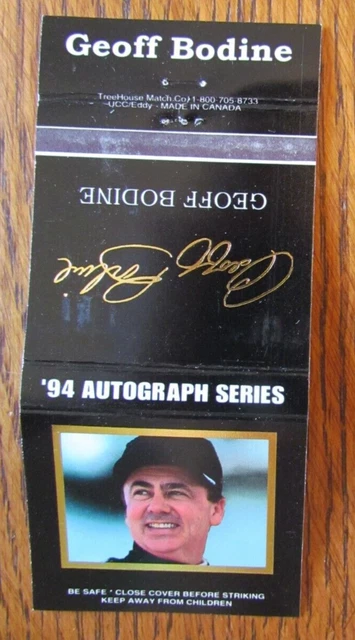 Geoff Bodine
TreeHouse Match Co/1-800-705-8733
UCC/Eddy - MADE IN CANADA
GEOFF BODINE
Geoff Bodine
'94 AUTOGRAPH SERIES
BE SAFE * CLOSE COVER BEFORE STRIKING
KEEP AWAY FROM CHILDREN